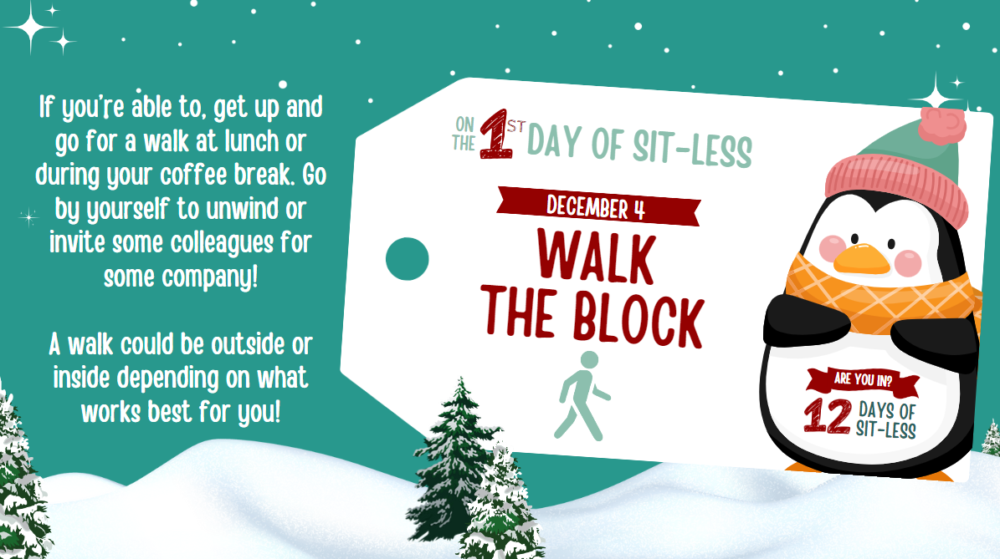 If you're able to, get up and
go for a walk at lunch or
during your coffee break. Go
by yourself to unwind or
invite some colleagues for
some company!
A walk could be outside or
inside depending on what
works best for you!
ON
THE 1ST DAY OF SIT-LESS
DECEMBER 4
WALK
THE BLOCK
ARE YOU IN?
12 DAYS OF
SIT-LESS